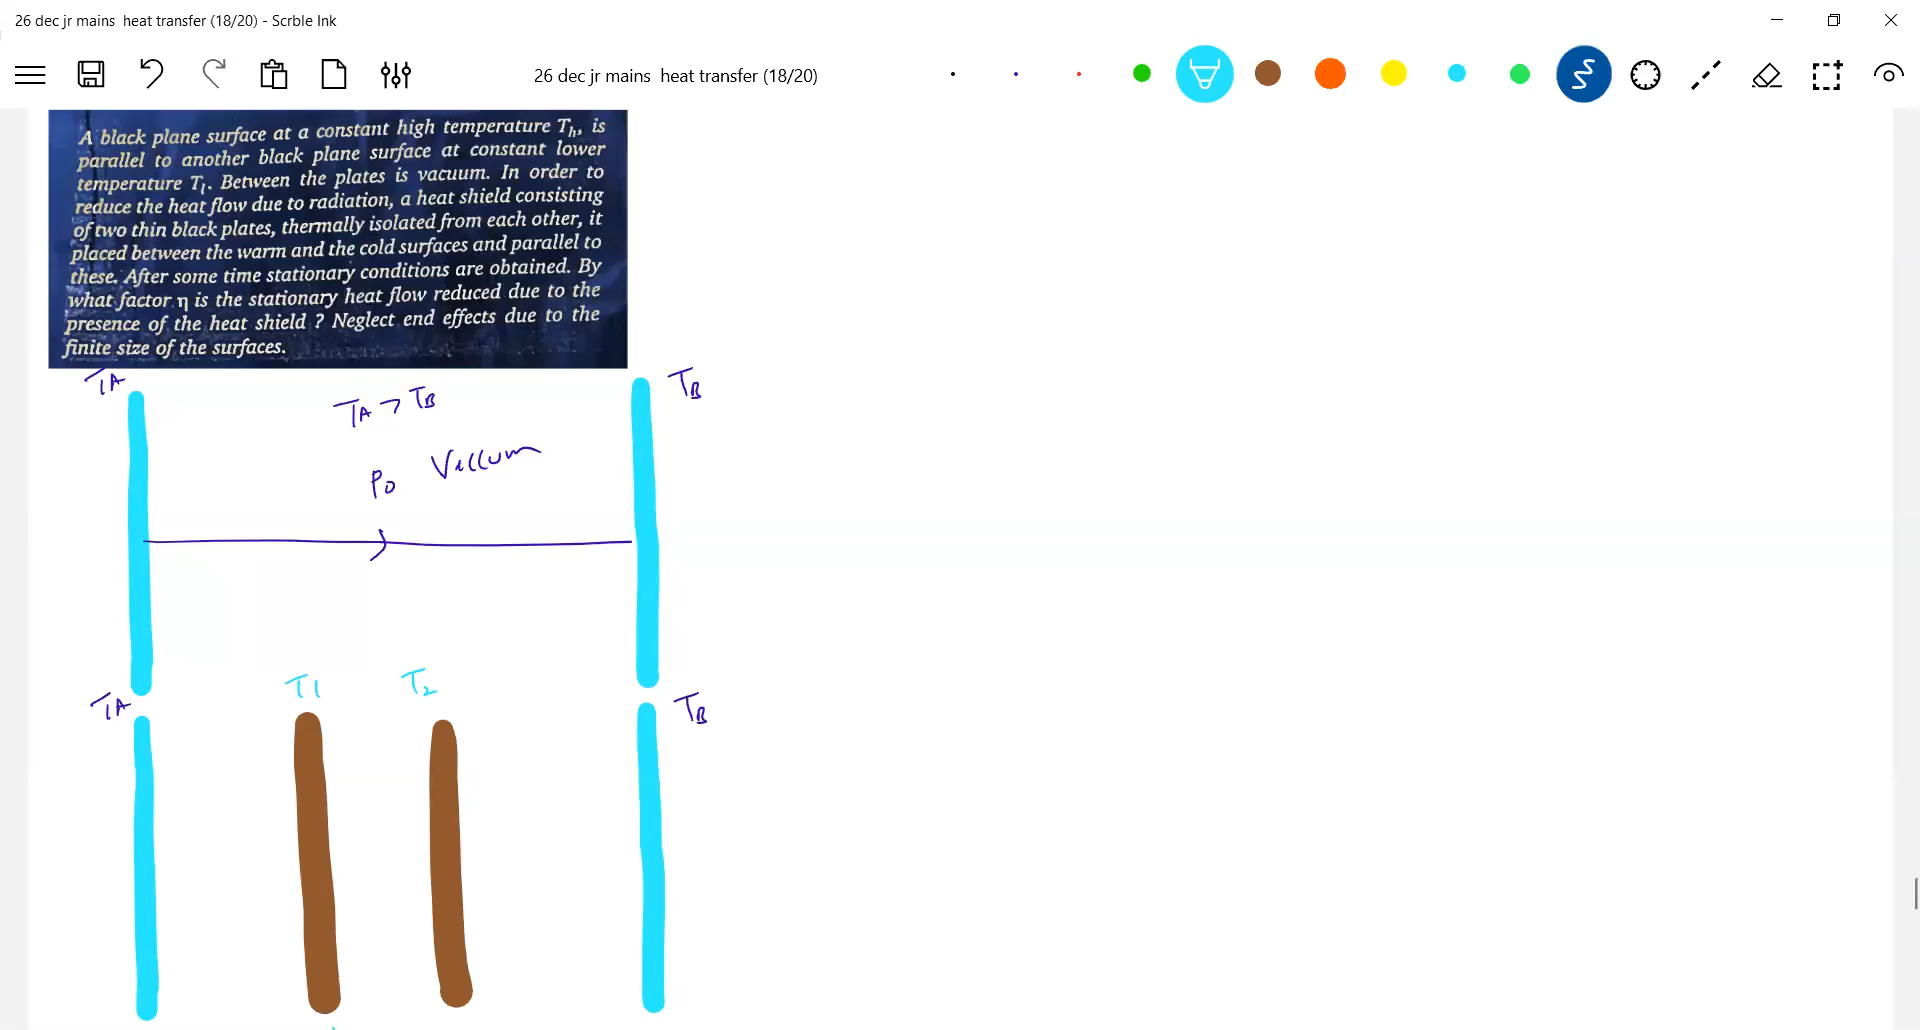 26 dec jr mains heat transfer (18/20) - Scrble Ink
26 dec jr mains heat transfer (18/20)
A black plane surface at a constant high temperature Tₕ, is
parallel to another black plane surface at constant lower
temperature Tₗ. Between the plates is vacuum. In order to
reduce the heat flow due to radiation, a heat shield consisting
of two thin black plates, thermally isolated from each other, it
placed between the warm and the cold surfaces and parallel to
these. After some time stationary conditions are obtained. By
what factor η is the stationary heat flow reduced due to the
presence of the heat shield ? Neglect end effects due to the
finite size of the surfaces.
TA
TB
TA > TB
P0 Vaccum
T1
T2
TA
TB